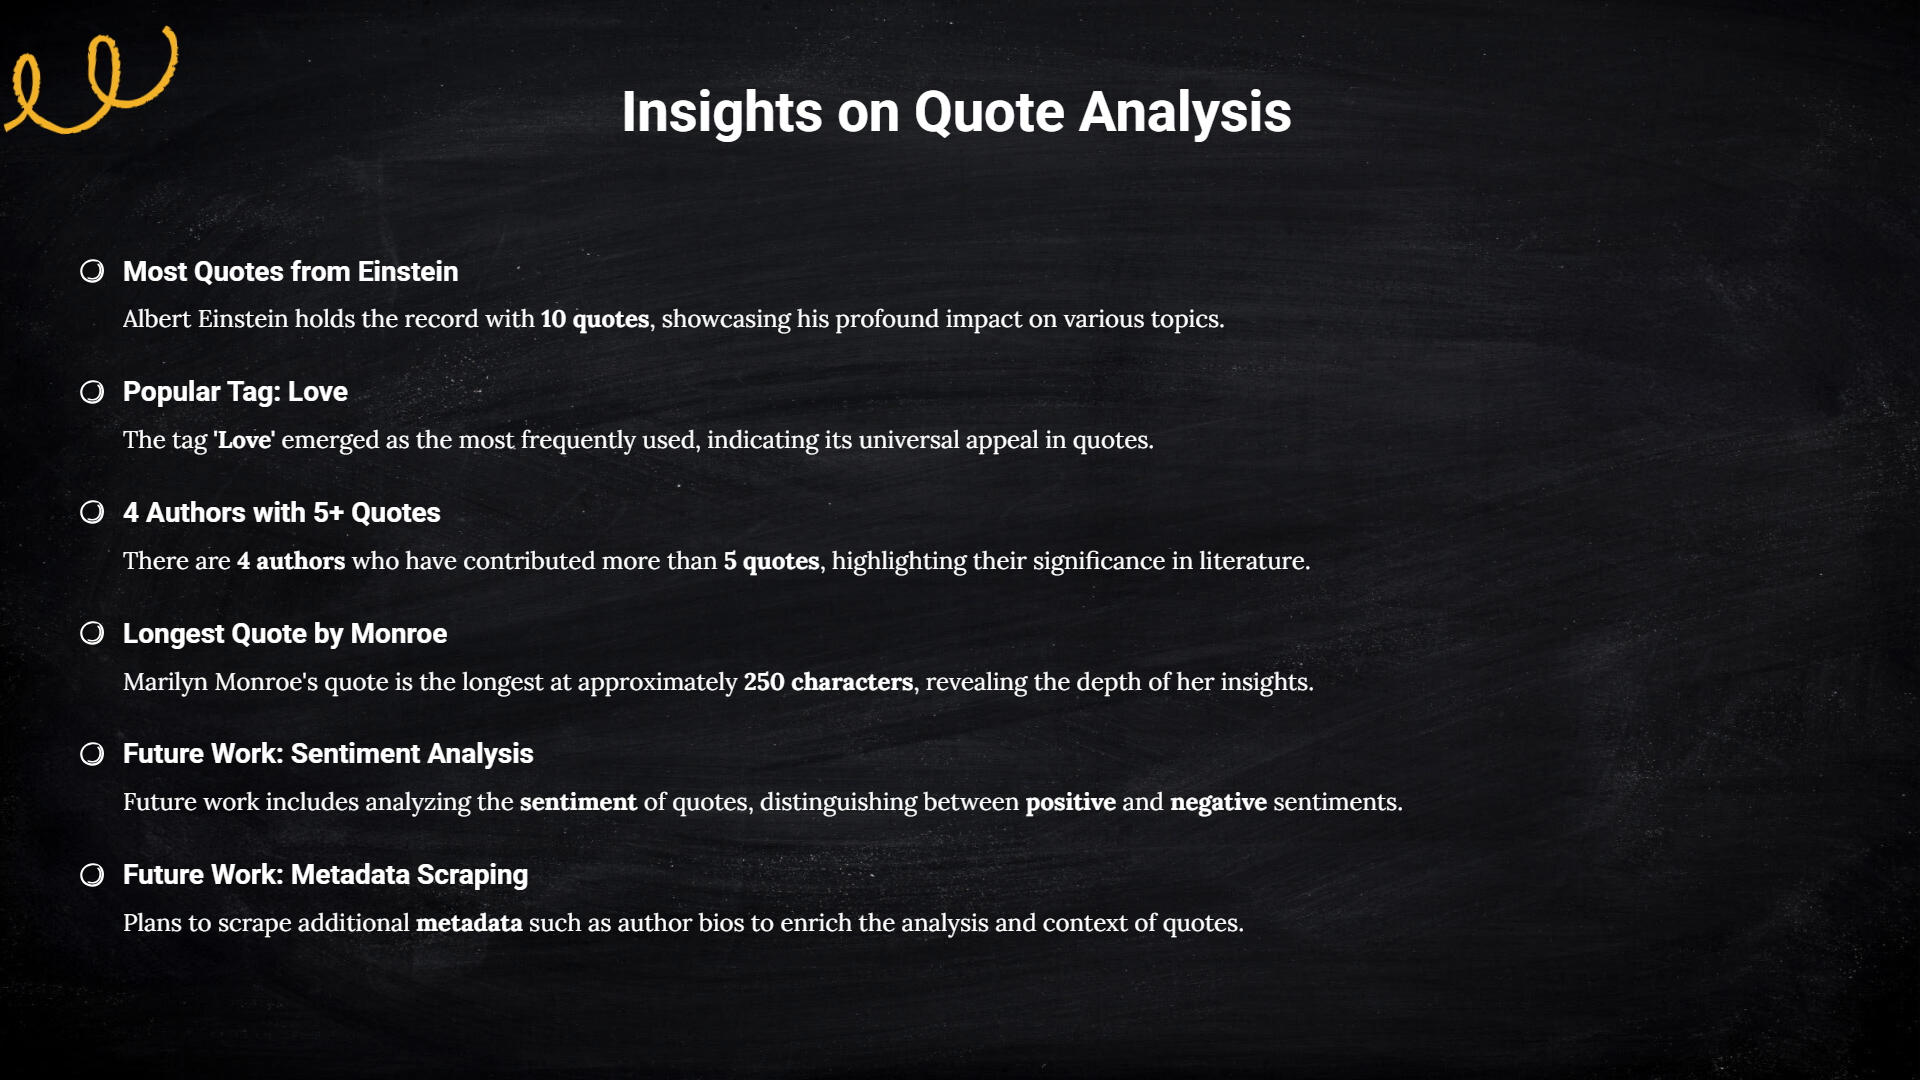 Insights on Quote Analysis
Most Quotes from Einstein
Albert Einstein holds the record with 10 quotes, showcasing his profound impact on various topics.
Popular Tag: Love
The tag 'Love' emerged as the most frequently used, indicating its universal appeal in quotes.
4 Authors with 5+ Quotes
There are 4 authors who have contributed more than 5 quotes, highlighting their significance in literature.
Longest Quote by Monroe
Marilyn Monroe's quote is the longest at approximately 250 characters, revealing the depth of her insights.
Future Work: Sentiment Analysis
Future work includes analyzing the sentiment of quotes, distinguishing between positive and negative sentiments.
Future Work: Metadata Scraping
Plans to scrape additional metadata such as author bios to enrich the analysis and context of quotes.